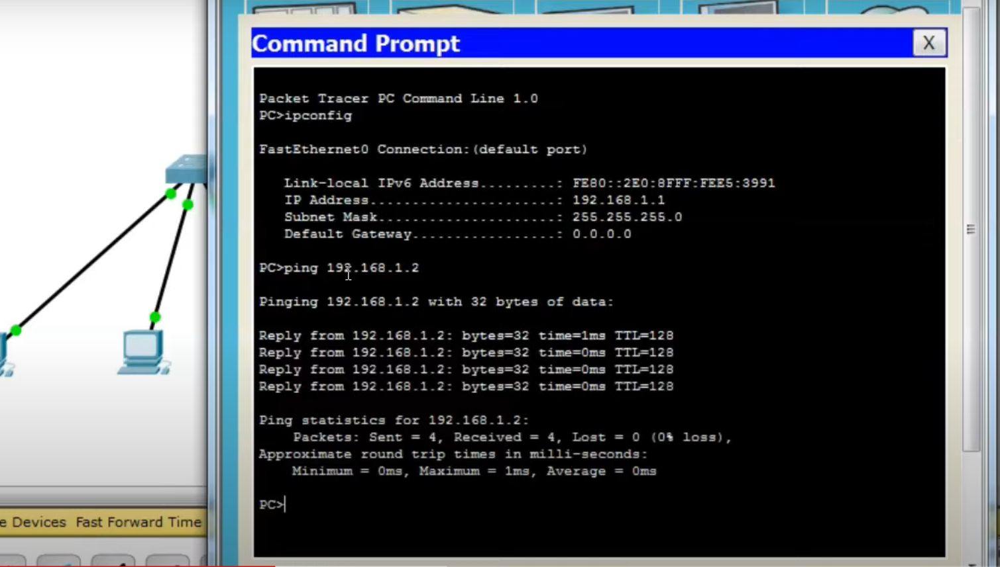 Command Prompt
X
Packet Tracer PC Command Line 1.0
PC>ipconfig
FastEthernet0 Connection:(default port)
Link-local IPv6 Address.........: FE80::2E0:8FFF:FEE5:3991
IP Address......................: 192.168.1.1
Subnet Mask.....................: 255.255.255.0
Default Gateway.................: 0.0.0.0
PC>ping 192.168.1.2
Pinging 192.168.1.2 with 32 bytes of data:
Reply from 192.168.1.2: bytes=32 time=1ms TTL=128
Reply from 192.168.1.2: bytes=32 time=0ms TTL=128
Reply from 192.168.1.2: bytes=32 time=0ms TTL=128
Reply from 192.168.1.2: bytes=32 time=0ms TTL=128
Ping statistics for 192.168.1.2:
Packets: Sent = 4, Received = 4, Lost = 0 (0% loss),
Approximate round trip times in milli-seconds:
Minimum = 0ms, Maximum = 1ms, Average = 0ms
PC>
e Devices Fast Forward Time